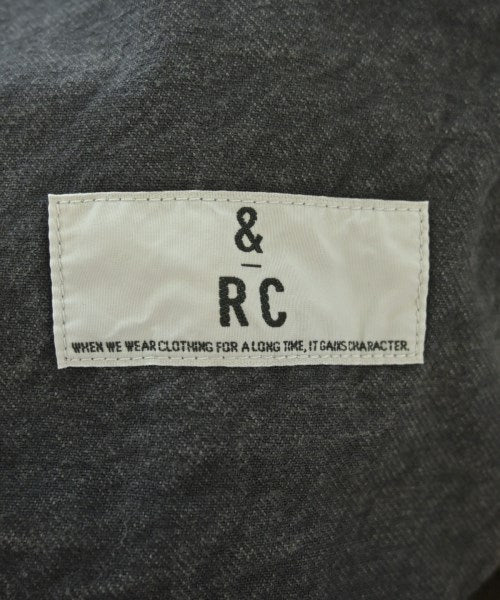 &
RC
WHEN WE WEAR CLOTHING FOR A LONG TIME, IT GAINS CHARACTER.